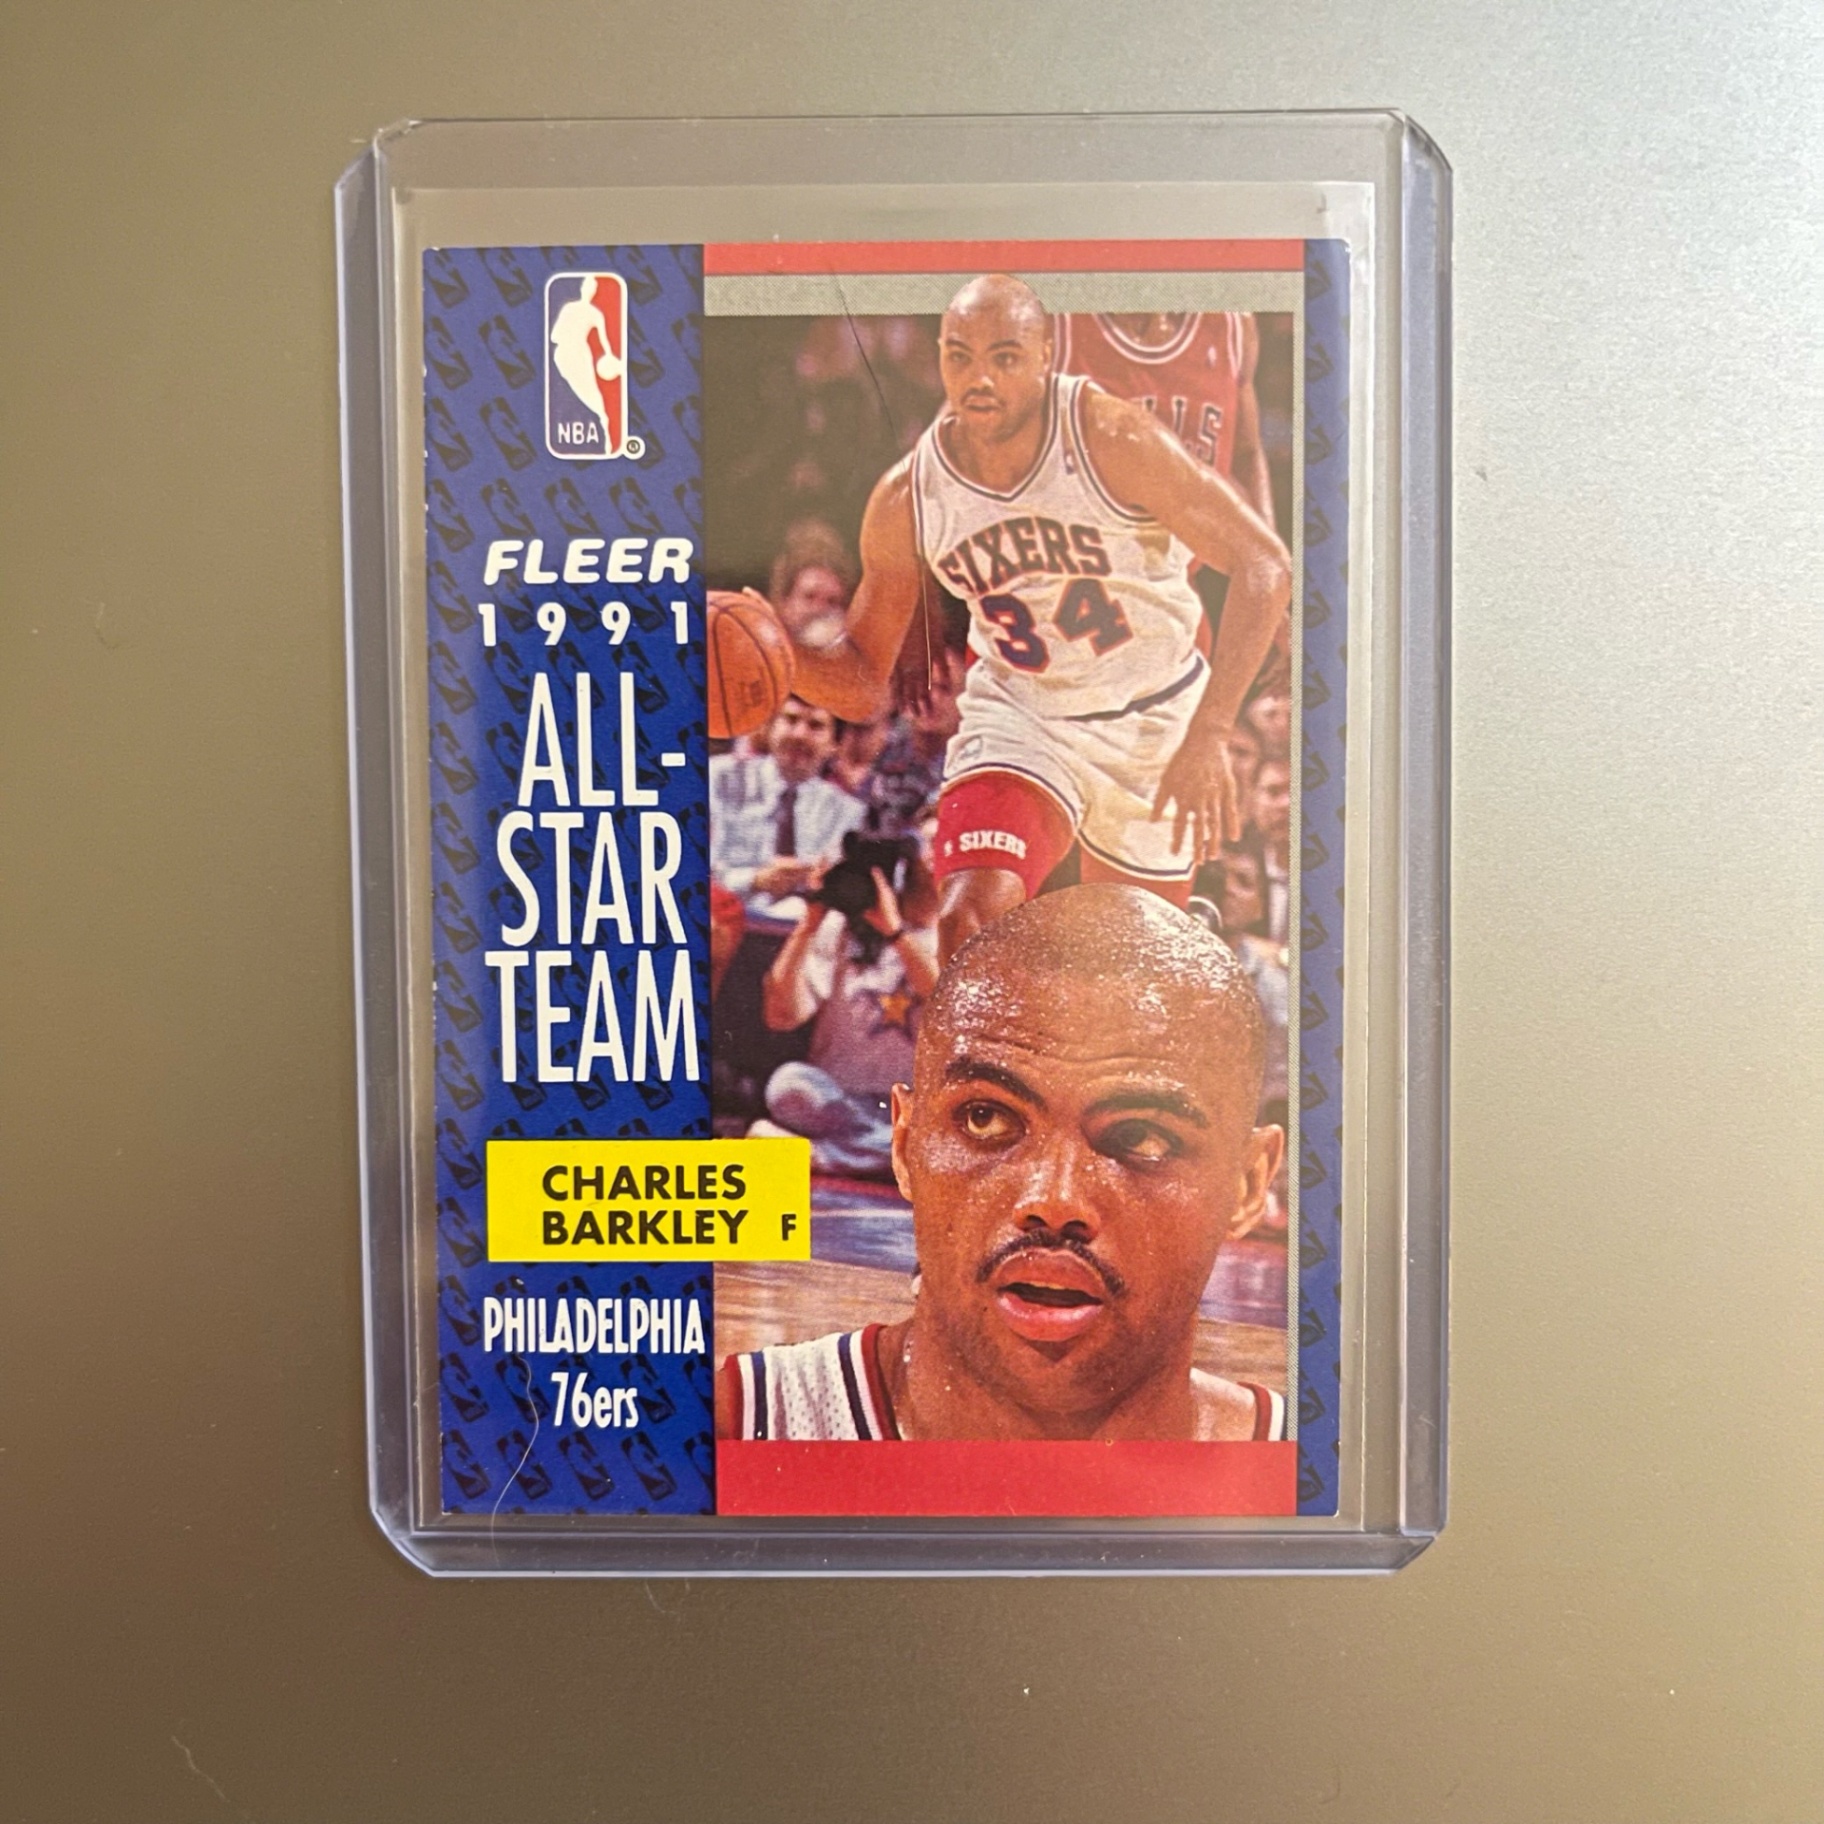 NBA
®
FLEER
1991
ALL-
STAR
TEAM
CHARLES
BARKLEY F
PHILADELPHIA
76ers
SIXERS
34
SIXERS